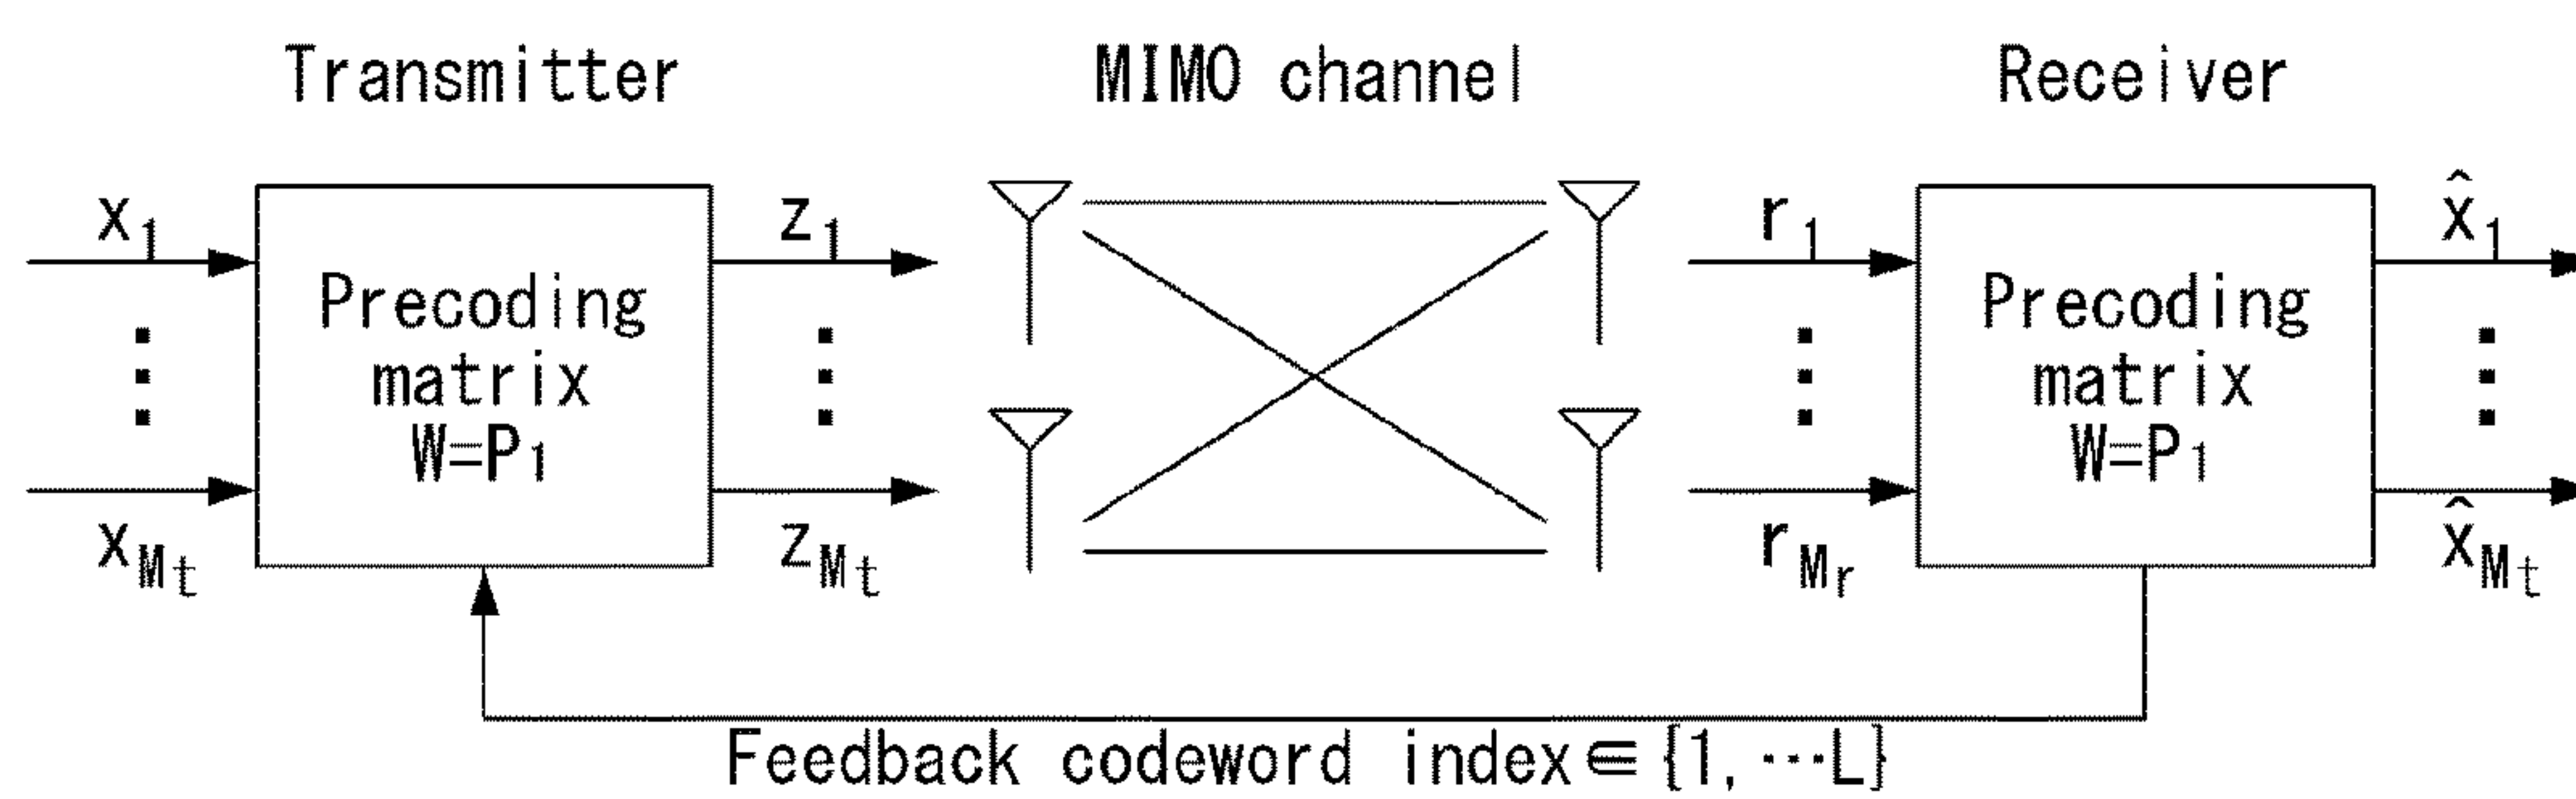 Transmitter
MIMO channel
Receiver
x1
z1
r1
x̂1
Precoding
matrix
W=P1
Precoding
matrix
W=P1
xMt
zMt
rMr
x̂Mt
Feedback codeword index∈{1, ···L}